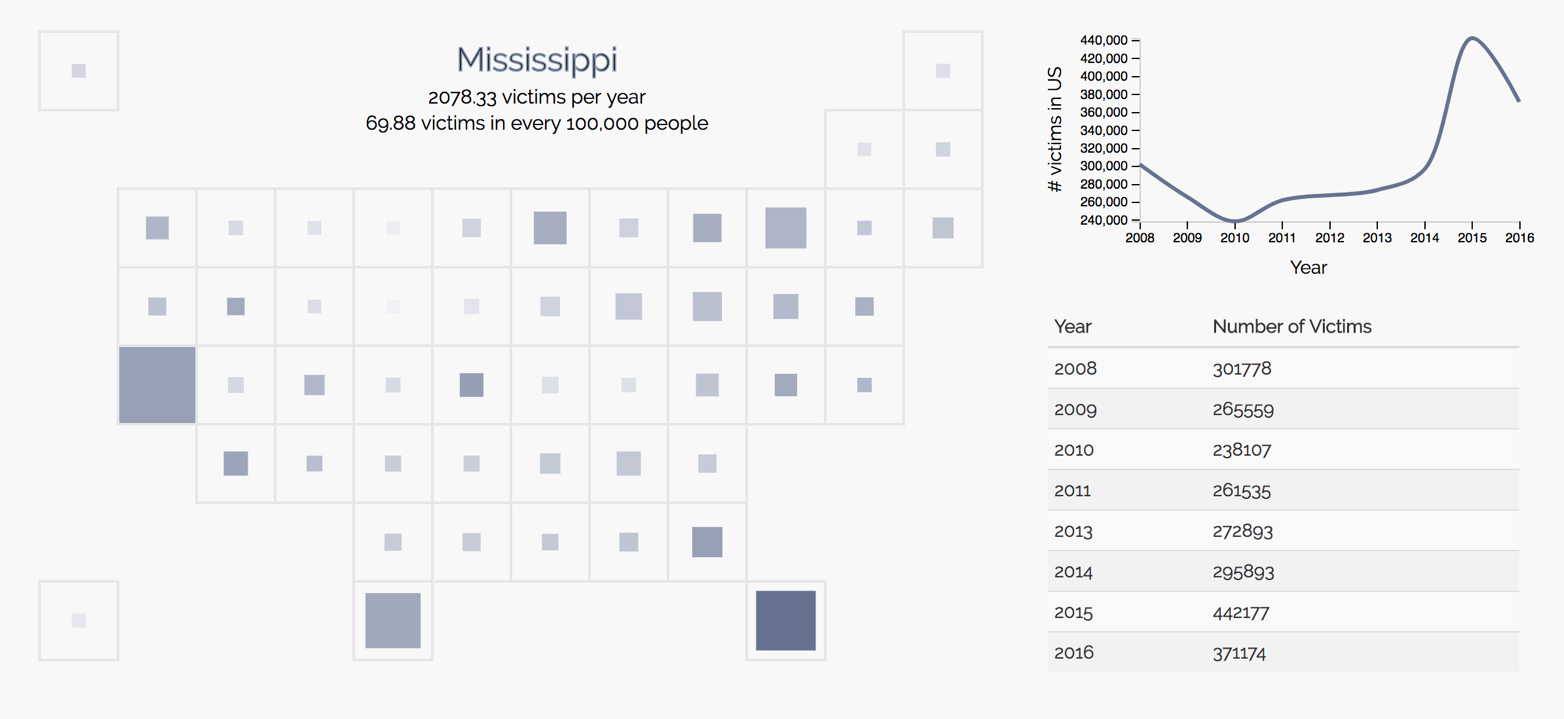 Mississippi
2078.33 victims per year
69.88 victims in every 100,000 people
# victims in US
440,000
420,000
400,000
380,000
360,000
340,000
320,000
300,000
280,000
260,000
240,000
2008 2009 2010 2011 2012 2013 2014 2015 2016
Year
Year Number of Victims
2008 301778
2009 265559
2010 238107
2011 261535
2013 272893
2014 295893
2015 442177
2016 371174